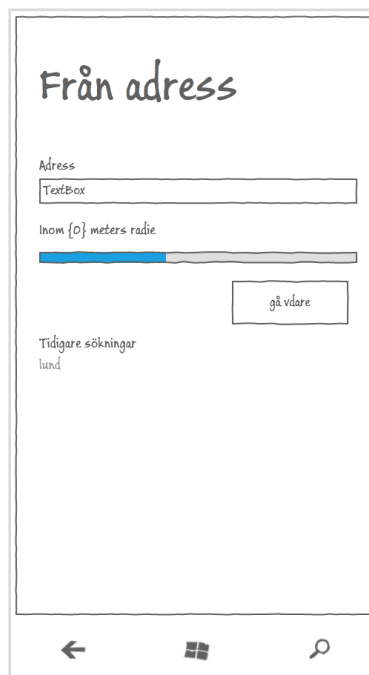 Från adress
Adress
TextBox
Inom {0} meters radie
gå vdare
Tidigare sökningar
lund